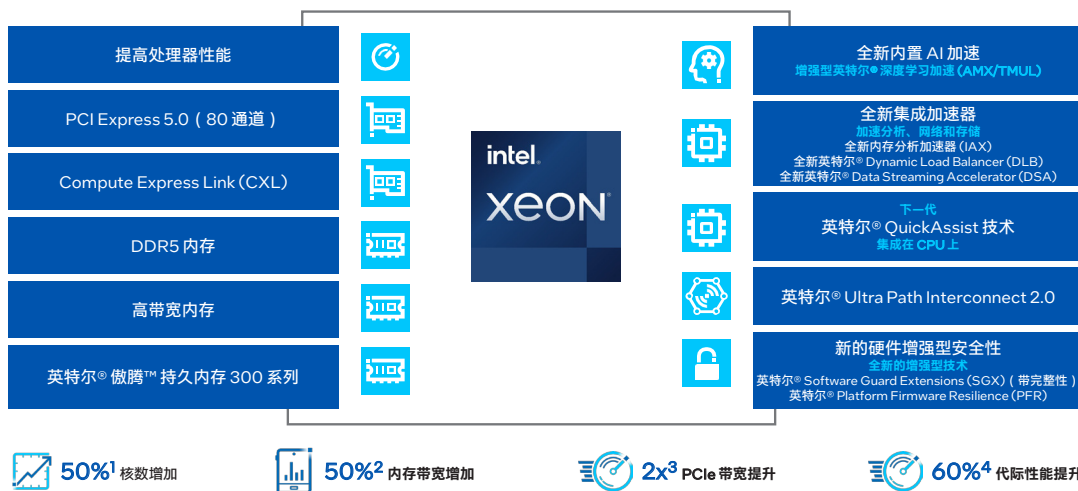 提高处理器性能
PCI Express 5.0（80 通道）
Compute Express Link (CXL)
DDR5 内存
高带宽内存
英特尔® 傲腾™ 持久内存 300 系列
intel.
xeon®
全新内置 AI 加速
增强型英特尔® 深度学习加速 (AMX/TMUL)
全新集成加速器
加速分析、网络和存储
全新内存分析加速器 (IAX)
全新英特尔® Dynamic Load Balancer (DLB)
全新英特尔® Data Streaming Accelerator (DSA)
下一代
英特尔® QuickAssist 技术
集成在 CPU 上
英特尔® Ultra Path Interconnect 2.0
新的硬件增强型安全性
全新的增强型技术
英特尔® Software Guard Extensions (SGX)（带完整性）
英特尔® Platform Firmware Resilience (PFR)
50%¹ 核数增加
50%² 内存带宽增加
2x³ PCIe 带宽提升
60%⁴ 代际性能提升